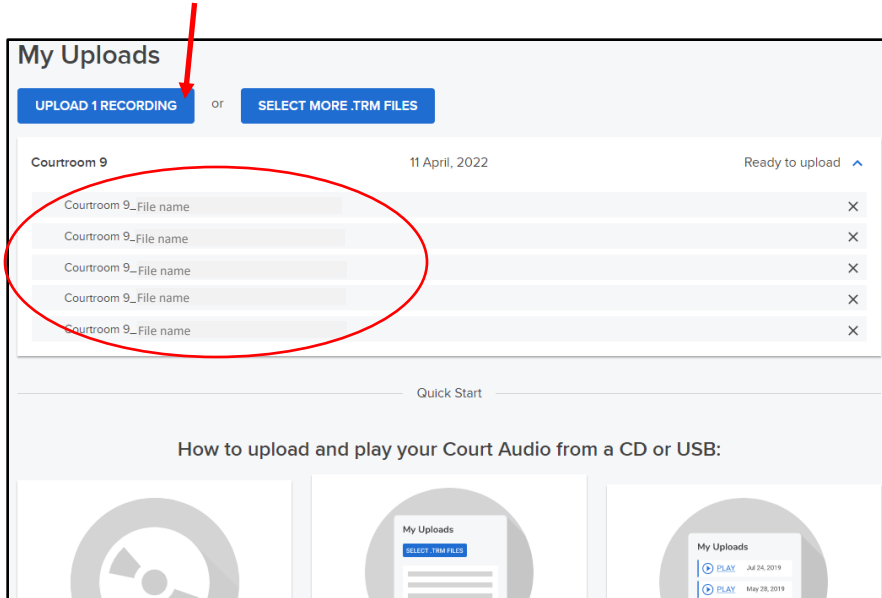 My Uploads
UPLOAD 1 RECORDING or SELECT MORE .TRM FILES
Courtroom 9 11 April, 2022 Ready to upload
Courtroom 9_File name
Courtroom 9_File name
Courtroom 9_File name
Courtroom 9_File name
Courtroom 9_File name
Quick Start
How to upload and play your Court Audio from a CD or USB:
My Uploads
SELECT .TRM FILES
My Uploads
PLAY Jul 24, 2019
PLAY May 28, 2019